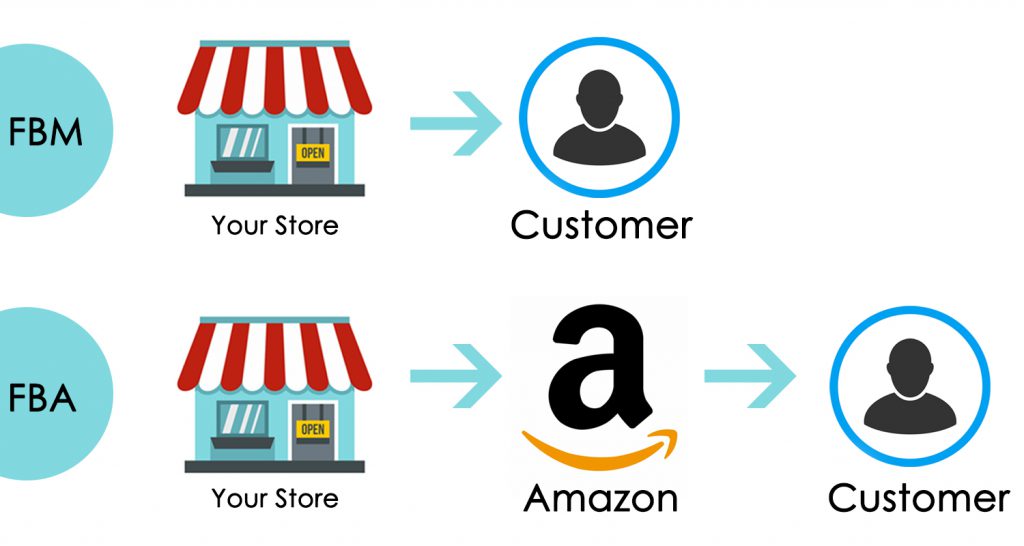 FBM
OPEN
Your Store
Customer
FBA
OPEN
a
Your Store
Amazon
Customer